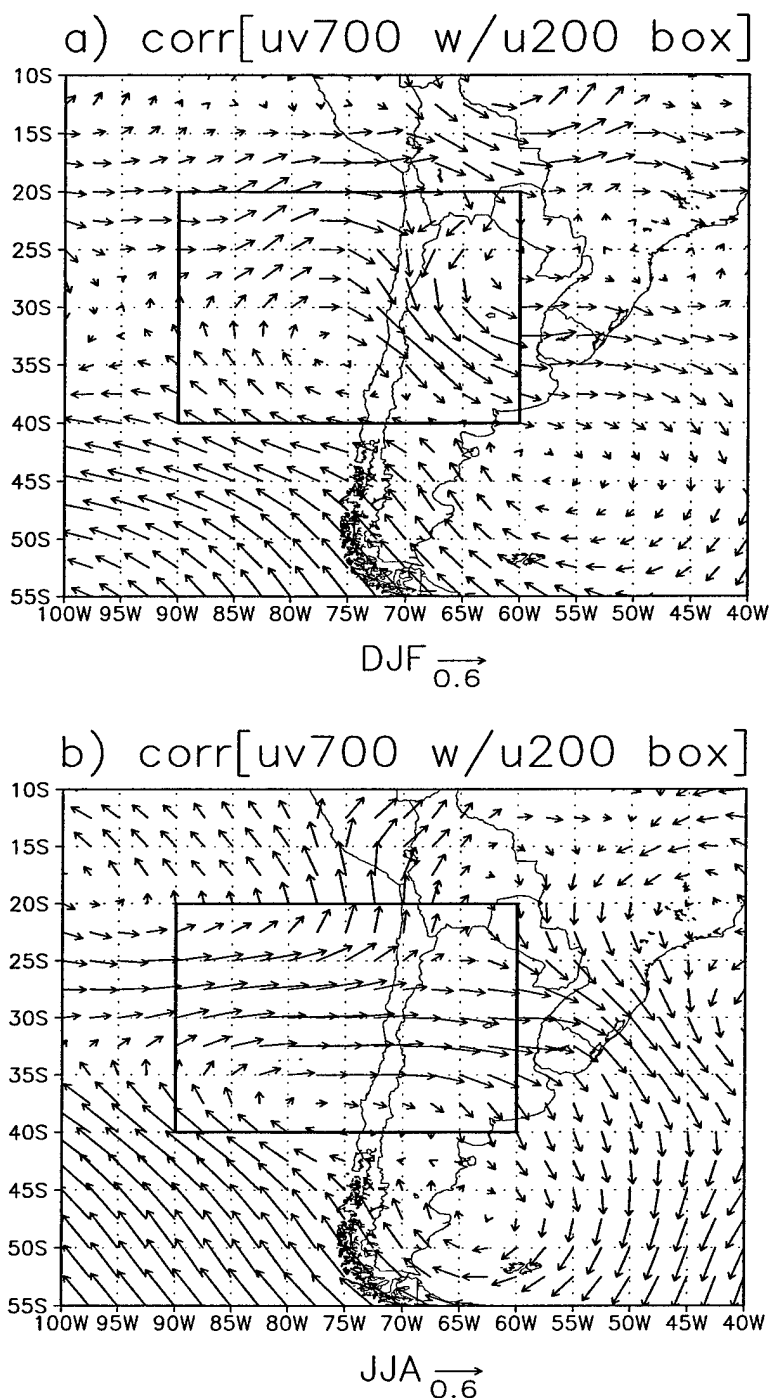 a) corr[uv700 w/u200 box]
10S
15S
20S
25S
30S
35S
40S
45S
50S
55S
100W 95W 90W 85W 80W 75W 70W 65W 60W 55W 50W 45W 40W
DJF 0.6
b) corr[uv700 w/u200 box]
10S
15S
20S
25S
30S
35S
40S
45S
50S
55S
100W 95W 90W 85W 80W 75W 70W 65W 60W 55W 50W 45W 40W
JJA 0.6